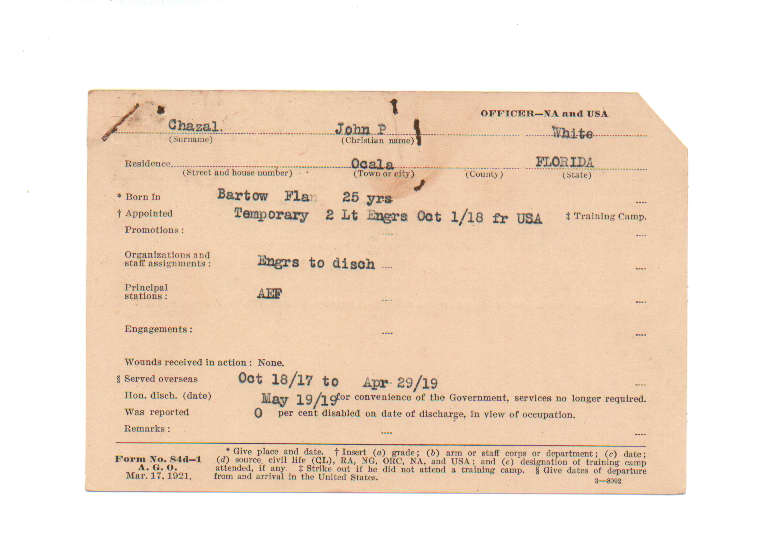 OFFICER—NA and USA
Chazal. John P White
(Surname) (Christian name)
Residence Ocala FLORIDA
(Street and house number) (Town or city) (County) (State)
* Born In Bartow Fla 25 yrs
† Appointed Temporary 2 Lt Engrs Oct 1/18 fr USA ‡ Training Camp.
Promotions:
Organizations and
staff assignments: Engrs to disch
Principal
stations: AEF
Engagements:
Wounds received in action: None.
§ Served overseas Oct 18/17 to Apr 29/19
Hon. disch. (date) May 19/19 for convenience of the Government, services no longer required.
Was reported 0 per cent disabled on date of discharge, in view of occupation.
Remarks:
Form No. 84d-1
A. G. O.
Mar. 17, 1921.
* Give place and date. † Insert (a) grade; (b) arm or staff corps or department; (c) date;
(d) source, civil life (CL), RA, NG, ORC, NA, and USA; and (e) designation of training camp
attended, if any. ‡ Strike out if he did not attend a training camp. § Give dates of departure
from and arrival in the United States.